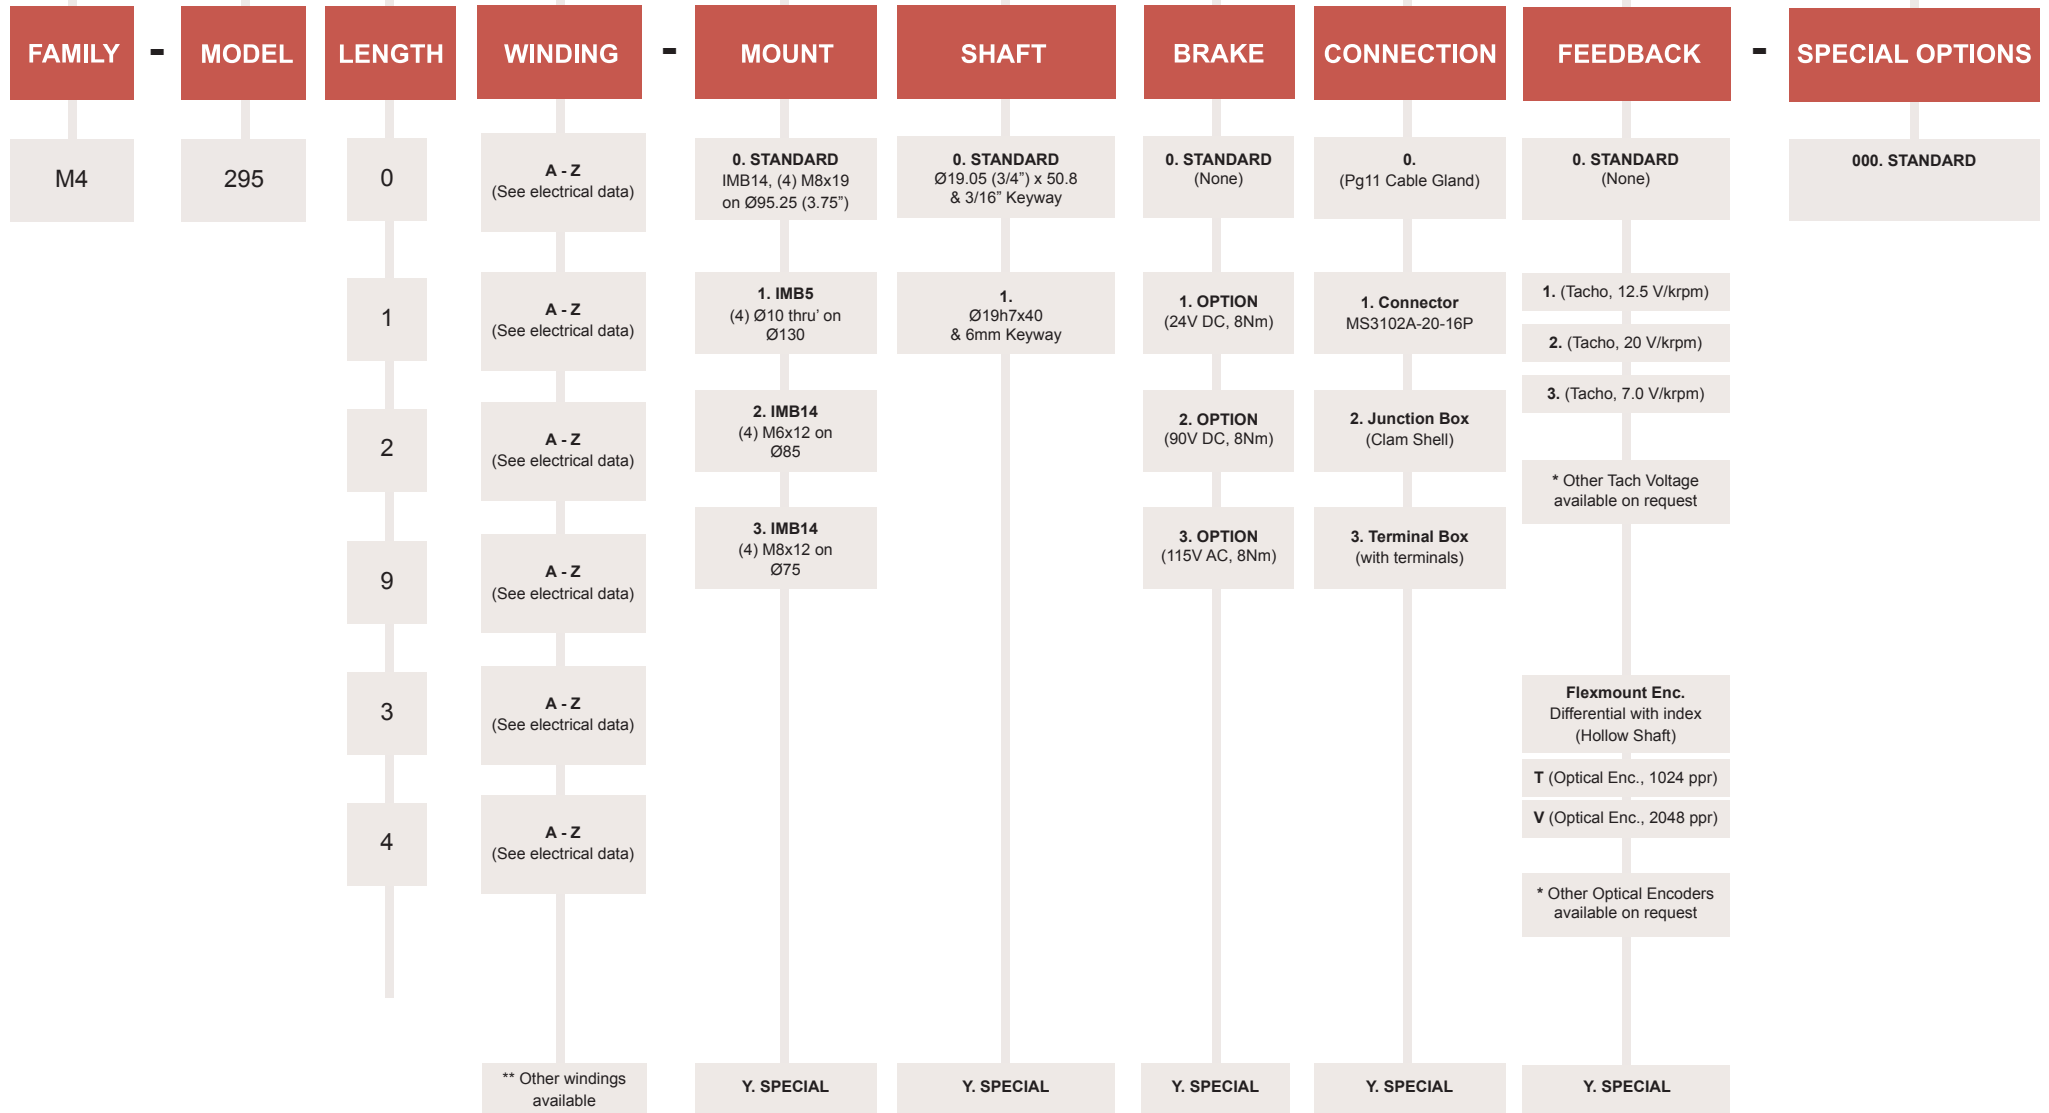 FAMILY - MODEL LENGTH WINDING - MOUNT SHAFT BRAKE CONNECTION FEEDBACK - SPECIAL OPTIONS
M4
295
0
1
2
9
3
4
A - Z
(See electrical data)
A - Z
(See electrical data)
A - Z
(See electrical data)
A - Z
(See electrical data)
A - Z
(See electrical data)
A - Z
(See electrical data)
** Other windings
available
0. STANDARD
IMB14, (4) M8x19
on Ø95.25 (3.75”)
1. IMB5
(4) Ø10 thru’ on
Ø130
2. IMB14
(4) M6x12 on
Ø85
3. IMB14
(4) M8x12 on
Ø75
Y. SPECIAL
0. STANDARD
Ø19.05 (3/4”) x 50.8
& 3/16” Keyway
1.
Ø19h7x40
& 6mm Keyway
Y. SPECIAL
0. STANDARD
(None)
1. OPTION
(24V DC, 8Nm)
2. OPTION
(90V DC, 8Nm)
3. OPTION
(115V AC, 8Nm)
Y. SPECIAL
0.
(Pg11 Cable Gland)
1. Connector
MS3102A-20-16P
2. Junction Box
(Clam Shell)
3. Terminal Box
(with terminals)
Y. SPECIAL
0. STANDARD
(None)
1. (Tacho, 12.5 V/krpm)
2. (Tacho, 20 V/krpm)
3. (Tacho, 7.0 V/krpm)
* Other Tach Voltage
available on request
Flexmount Enc.
Differential with index
(Hollow Shaft)
T (Optical Enc., 1024 ppr)
V (Optical Enc., 2048 ppr)
* Other Optical Encoders
available on request
Y. SPECIAL
000. STANDARD